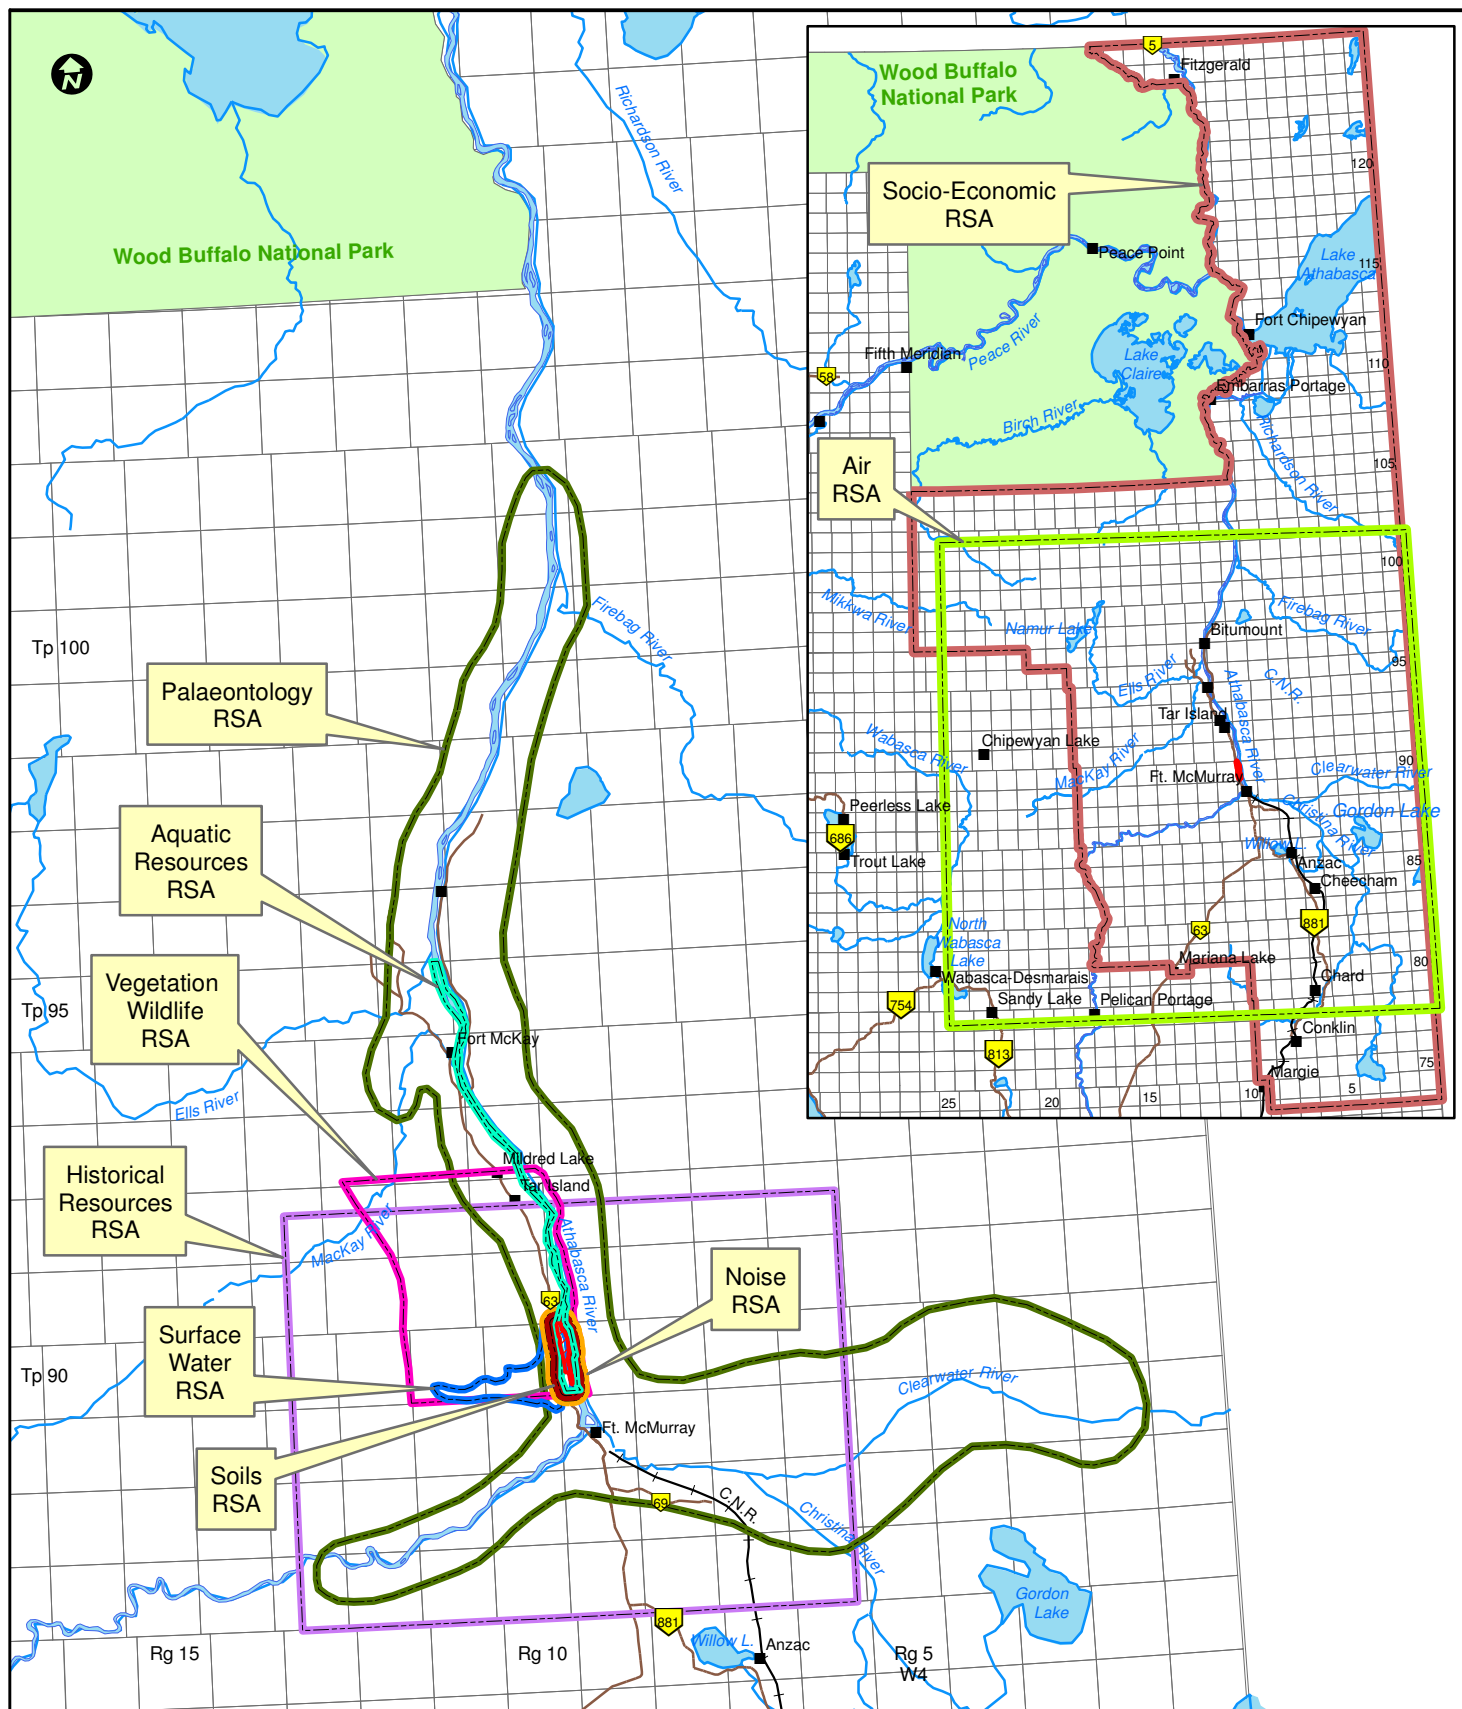 N
Wood Buffalo National Park
Richardson River
Tp 100
Firebag River
Palaeontology
RSA
Aquatic
Resources
RSA
Vegetation
Wildlife
RSA
Tp 95
Fort McKay
Ells River
Historical
Resources
RSA
Mildred Lake
Tar Island
MacKay River
Athabasca River
63
Noise
RSA
Surface
Water
RSA
Tp 90
Clearwater River
Ft. McMurray
Soils
RSA
69
C.N.R.
Christina River
Gordon
Lake
881
Willow L.
Anzac
Rg 15
Rg 10
Rg 5
W4
Wood Buffalo
National Park
5
Fitzgerald
120
Socio-Economic
RSA
Peace Point
Lake
Athabasca
115
Fort Chipewyan
Fifth Meridian
Peace River
Lake
Claire
110
58
Embarras Portage
Birch River
Richardson River
105
Air
RSA
100
Mikkwa River
Namur Lake
Firebag River
Bitumount
95
Ells River
C.N.R.
Athabasca River
Tar Island
Wabasca River
Chipewyan Lake
MacKay River
90
Clearwater River
Ft. McMurray
Peerless Lake
Christina River
Gordon Lake
686
Trout Lake
Willow L.
Anzac
85
Cheecham
North
Wabasca
Lake
63
881
Mariana Lake
80
Wabasca-Desmarais
Chard
754
Sandy Lake
Pelican Portage
813
Conklin
Margie
75
25
20
15
10
5